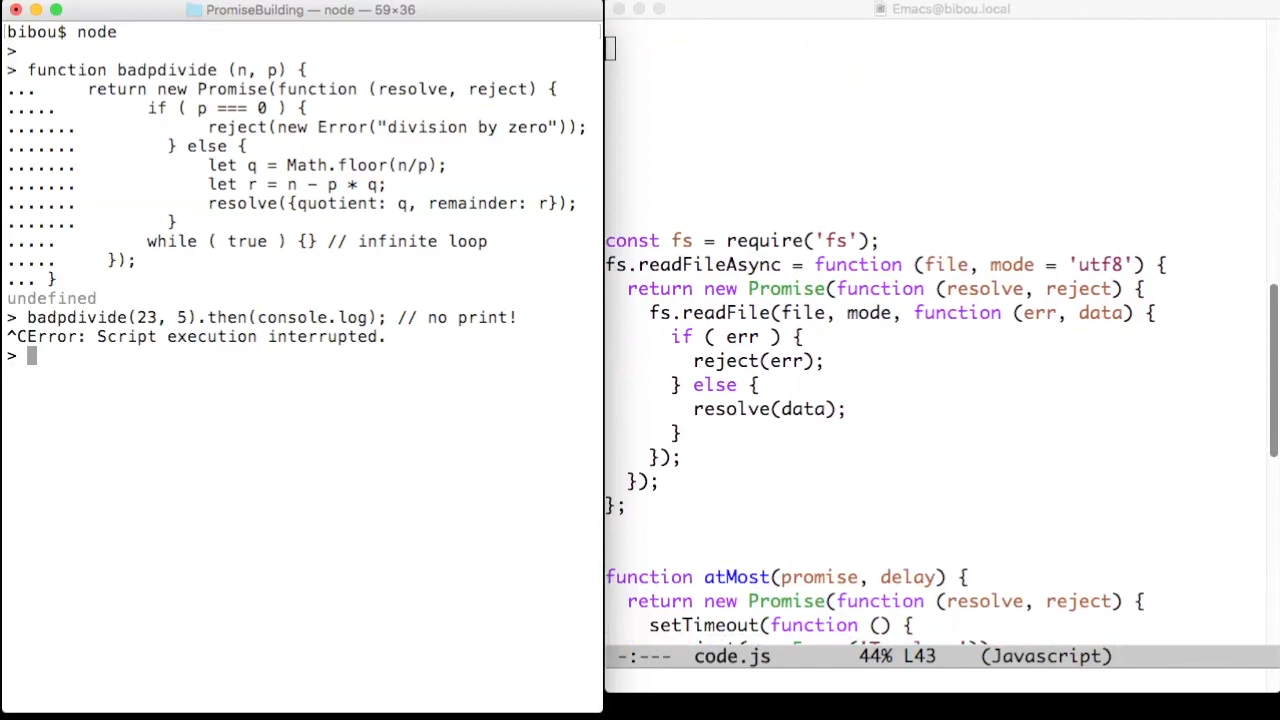 PromiseBuilding — node — 59×36
bibou$ node
>
> function badpdivide (n, p) {
...     return new Promise(function (resolve, reject) {
.....         if ( p === 0 ) {
.......             reject(new Error("division by zero"));
.......         } else {
.......             let q = Math.floor(n/p);
.......             let r = n - p * q;
.......             resolve({quotient: q, remainder: r});
.......         }
.....         while ( true ) {} // infinite loop
.....     });
... }
undefined
> badpdivide(23, 5).then(console.log); // no print!
^CError: Script execution interrupted.
>
Emacs@bibou.local
const fs = require('fs');
fs.readFileAsync = function (file, mode = 'utf8') {
  return new Promise(function (resolve, reject) {
    fs.readFile(file, mode, function (err, data) {
      if ( err ) {
        reject(err);
      } else {
        resolve(data);
      }
    });
  });
};
function atMost(promise, delay) {
  return new Promise(function (resolve, reject) {
    setTimeout(function () {
-:---  code.js        44% L43    (Javascript)